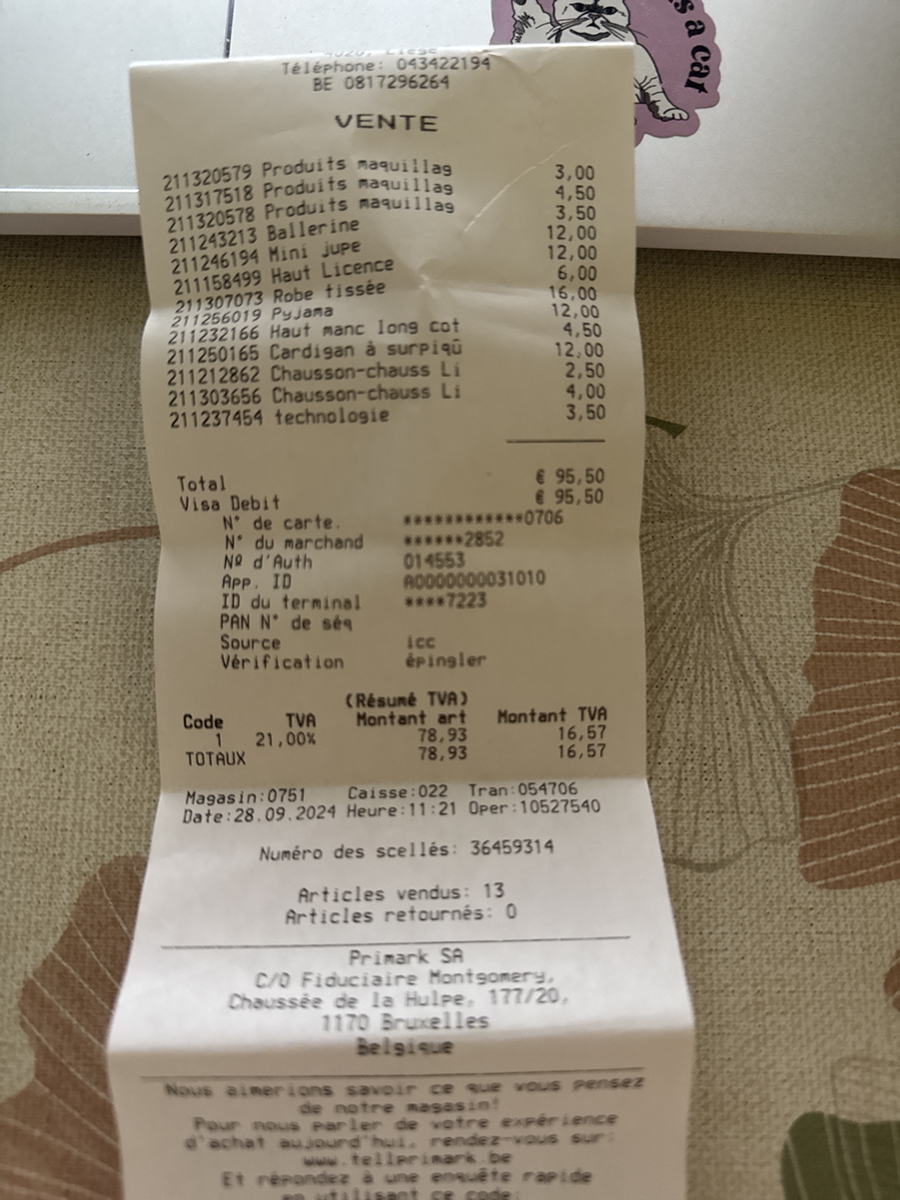 s a car
4020, Liège
Téléphone: 043422194
BE 0817296264
VENTE
211320579 Produits maquillag 3,00
211317518 Produits maquillag 4,50
211320578 Produits maquillag 3,50
211243213 Ballerine 12,00
211246194 Mini jupe 12,00
211158499 Haut Licence 6,00
211307073 Robe tissée 16,00
211256019 Pyjama 12,00
211232166 Haut manc long cot 4,50
211250165 Cardigan à surpiqû 12,00
211212862 Chausson-chauss Li 2,50
211303656 Chausson-chauss Li 4,00
211237454 technologie 3,50
Total € 95,50
Visa Debit € 95,50
N° de carte. ************0706
N° du marchand ******2852
Nº d'Auth 014553
App. ID A0000000031010
ID du terminal ****7223
PAN N° de séq
Source icc
Vérification épingler
(Résumé TVA)
Code TVA Montant art Montant TVA
1 21,00% 78,93 16,57
TOTAUX 78,93 16,57
Magasin:0751 Caisse:022 Tran:054706
Date:28.09.2024 Heure:11:21 Oper:10527540
Numéro des scellés: 36459314
Articles vendus: 13
Articles retournés: 0
Primark SA
C/O Fiduciaire Montgomery,
Chaussée de la Hulpe, 177/20,
1170 Bruxelles
Belgique
Nous aimerions savoir ce que vous pensez
de notre magasin!
Pour nous parler de votre expérience
d'achat aujourd'hui, rendez-vous sur:
www.tellprimark.be
Et répondez à une enquête rapide
en utilisant ce code: